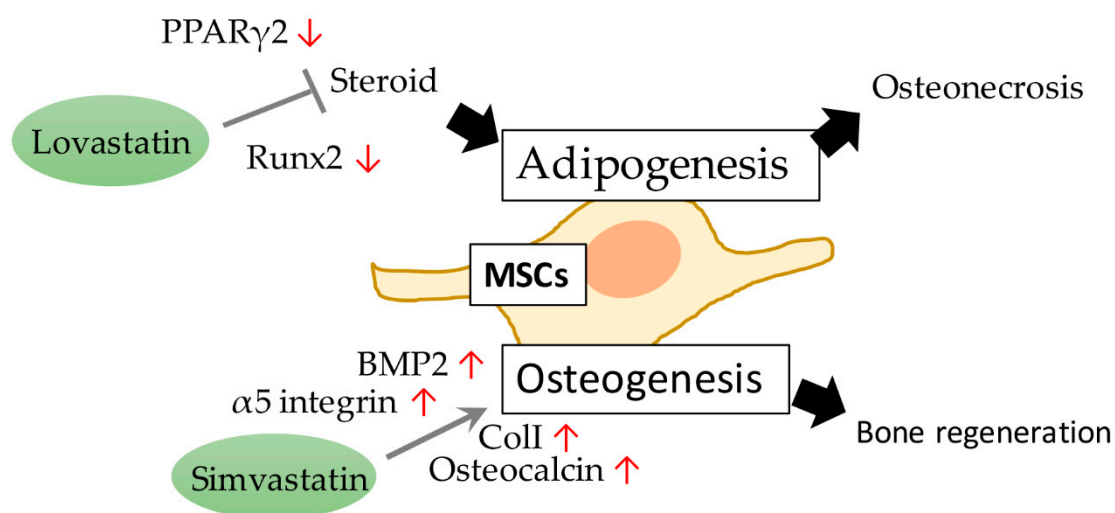 PPARγ2 ↓
Steroid
Lovastatin
Runx2 ↓
Osteonecrosis
Adipogenesis
MSCs
BMP2 ↑
α5 integrin ↑
Osteogenesis
ColI ↑
Osteocalcin ↑
Simvastatin
Bone regeneration